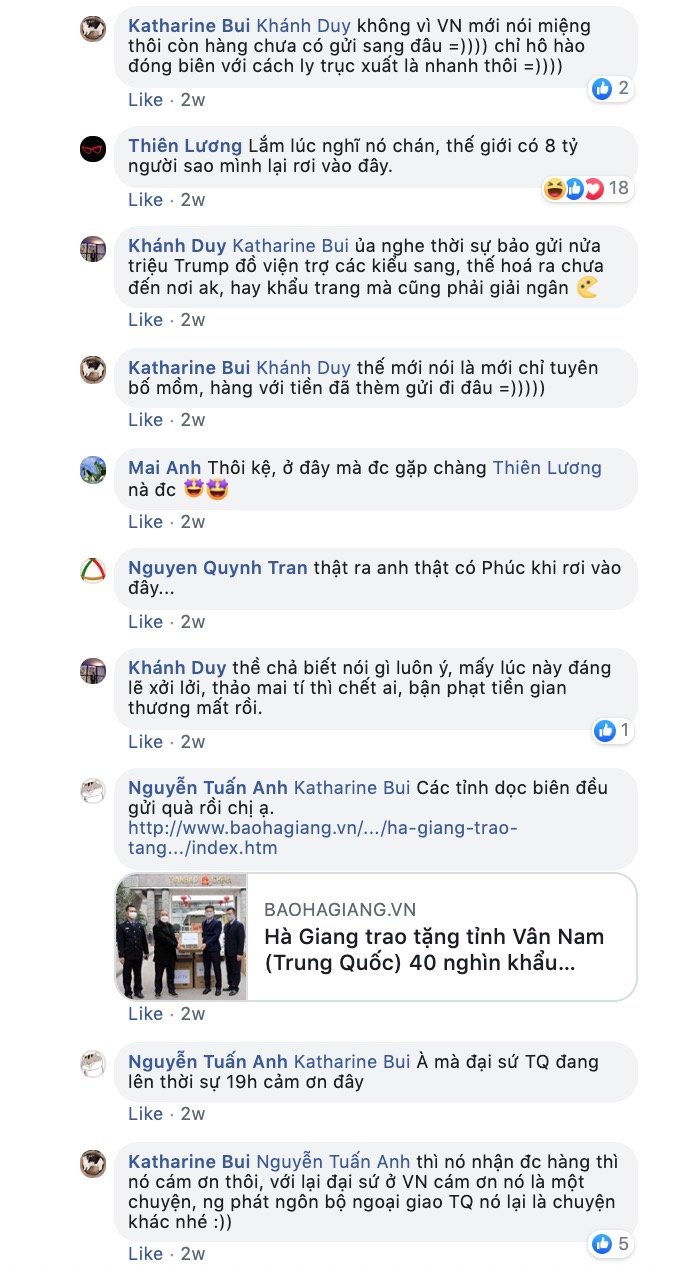 Katharine Bui Khánh Duy không vì VN mới nói miệng
thôi còn hàng chưa có gửi sang đâu =)))) chỉ hô hào
đóng biên với cách ly trục xuất là nhanh thôi =))))
2
Like · 2w
Thiên Lương Lắm lúc nghĩ nó chán, thế giới có 8 tỷ
người sao mình lại rơi vào đây.
18
Like · 2w
Khánh Duy Katharine Bui ủa nghe thời sự bảo gửi nửa
triệu Trump đồ viện trợ các kiểu sang, thế hoá ra chưa
đến nơi ak, hay khẩu trang mà cũng phải giải ngân
Like · 2w
Katharine Bui Khánh Duy thế mới nói là mới chỉ tuyên
bố mồm, hàng với tiền đã thèm gửi đi đâu =)))))
Like · 2w
Mai Anh Thôi kệ, ở đây mà đc gặp chàng Thiên Lương
nà đc 🤩🤩
Like · 2w
Nguyen Quynh Tran thật ra anh thật có Phúc khi rơi vào
đây...
Like · 2w
Khánh Duy thề chả biết nói gì luôn ý, mấy lúc này đáng
lẽ xởi lởi, thảo mai tí thì chết ai, bận phạt tiền gian
thương mất rồi.
1
Like · 2w
Nguyễn Tuấn Anh Katharine Bui Các tỉnh dọc biên đều
gửi quà rồi chị ạ.
http://www.baohagiang.vn/.../ha-giang-trao-
tang.../index.htm
BAOHAGIANG.VN
Hà Giang trao tặng tỉnh Vân Nam
(Trung Quốc) 40 nghìn khẩu...
Like · 2w
Nguyễn Tuấn Anh Katharine Bui À mà đại sứ TQ đang
lên thời sự 19h cảm ơn đây
Like · 2w
Katharine Bui Nguyễn Tuấn Anh thì nó nhận đc hàng thì
nó cám ơn thôi, với lại đại sứ ở VN cám ơn nó là một
chuyện, ng phát ngôn bộ ngoại giao TQ nó lại là chuyện
khác nhé :))
5
Like · 2w